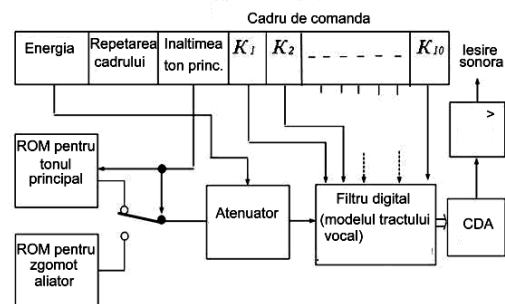 Cadru de comanda
Energia
Repetarea
cadrului
Inaltimea
ton princ.
K1
K2
K10
Iesire
sonora
>
ROM pentru
tonul
principal
Atenuator
Filtru digital
(modelul tractului
vocal)
CDA
ROM pentru
zgomot
aliator